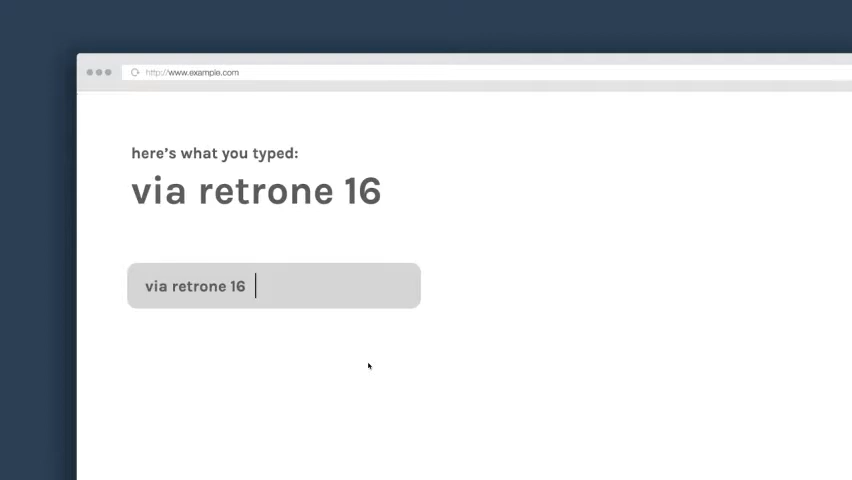 http://www.example.com
here's what you typed:
via retrone 16
via retrone 16